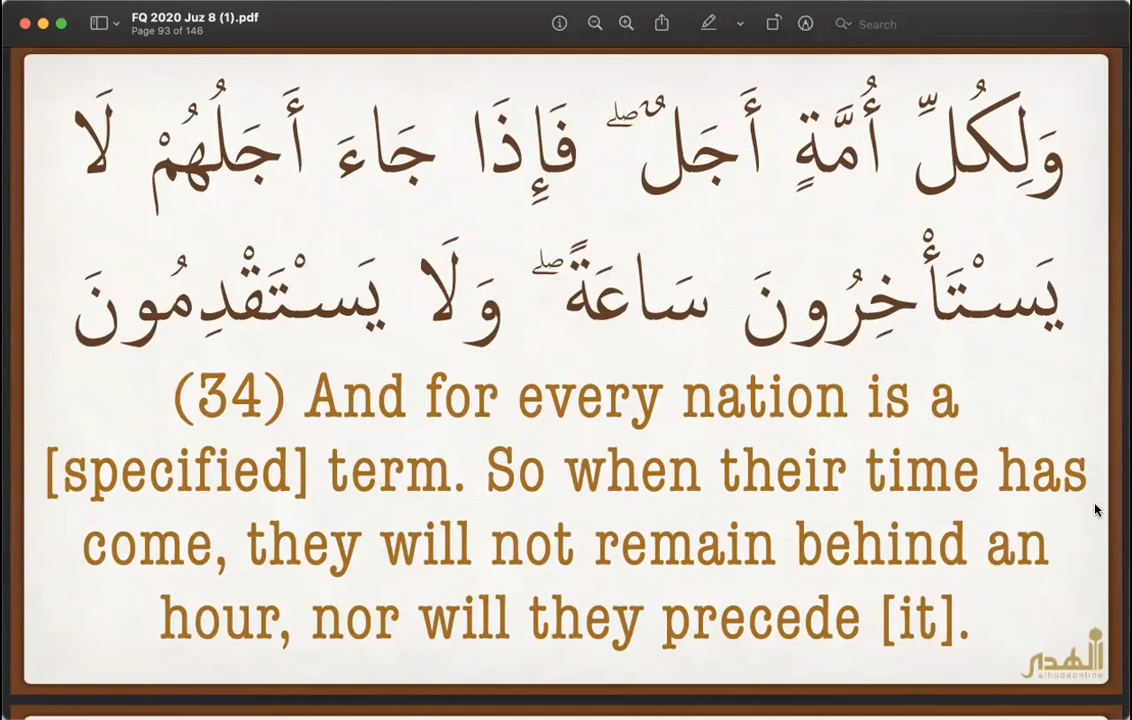 FQ 2020 Juz 8 (1).pdf
Page 93 of 146
Search
وَلِكُلِّ أُمَّةٍ أَجَلٌ ۖ فَإِذَا جَاءَ أَجَلُهُمْ لَا
يَسْتَأْخِرُونَ سَاعَةً ۖ وَلَا يَسْتَقْدِمُونَ
(34) And for every nation is a
[specified] term. So when their time has
come, they will not remain behind an
hour, nor will they precede [it].
الهدى
alhudaonline